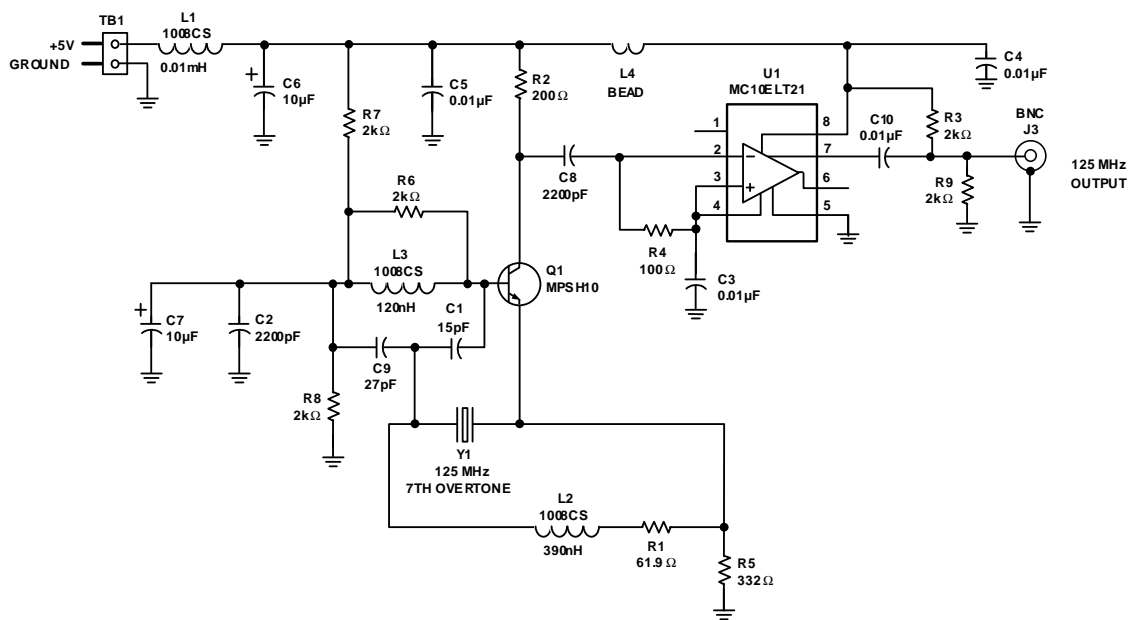 TB1
+5V
GROUND
L1
1008CS
0.01mH
C6
10µF
R7
2kΩ
C5
0.01µF
R2
200Ω
L4
BEAD
U1
MC10ELT21
C4
0.01µF
1
2
3
4
8
7
6
5
C10
0.01µF
R3
2kΩ
BNC
J3
125 MHz
OUTPUT
R9
2kΩ
C8
2200pF
R6
2kΩ
R4
100Ω
C3
0.01µF
L3
1008CS
120nH
Q1
MPSH10
C7
10µF
C2
2200pF
C1
15pF
C9
27pF
R8
2kΩ
Y1
125 MHz
7TH OVERTONE
L2
1008CS
390nH
R1
61.9Ω
R5
332Ω